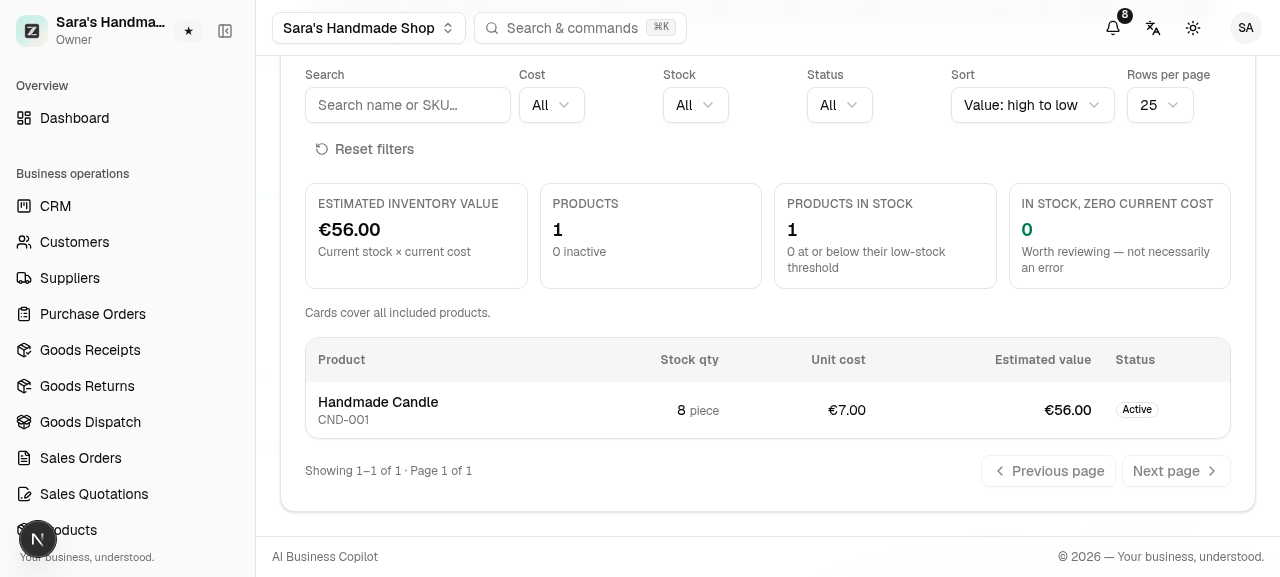 Sara's Handma...
Owner
★
Sara's Handmade Shop
Search & commands
⌘K
8
SA
Overview
Dashboard
Business operations
CRM
Customers
Suppliers
Purchase Orders
Goods Receipts
Goods Returns
Goods Dispatch
Sales Orders
Sales Quotations
N
Your business, understood.
Search
Cost
Stock
Status
Sort
Rows per page
Search name or SKU...
All
All
All
Value: high to low
25
Reset filters
ESTIMATED INVENTORY VALUE
€56.00
Current stock × current cost
PRODUCTS
1
0 inactive
PRODUCTS IN STOCK
1
0 at or below their low-stock
threshold
IN STOCK, ZERO CURRENT COST
0
Worth reviewing — not necessarily
an error
Cards cover all included products.
Product
Stock qty
Unit cost
Estimated value
Status
Handmade Candle
CND-001
8 piece
€7.00
€56.00
Active
Showing 1–1 of 1 · Page 1 of 1
Previous page
Next page
AI Business Copilot
© 2026 — Your business, understood.